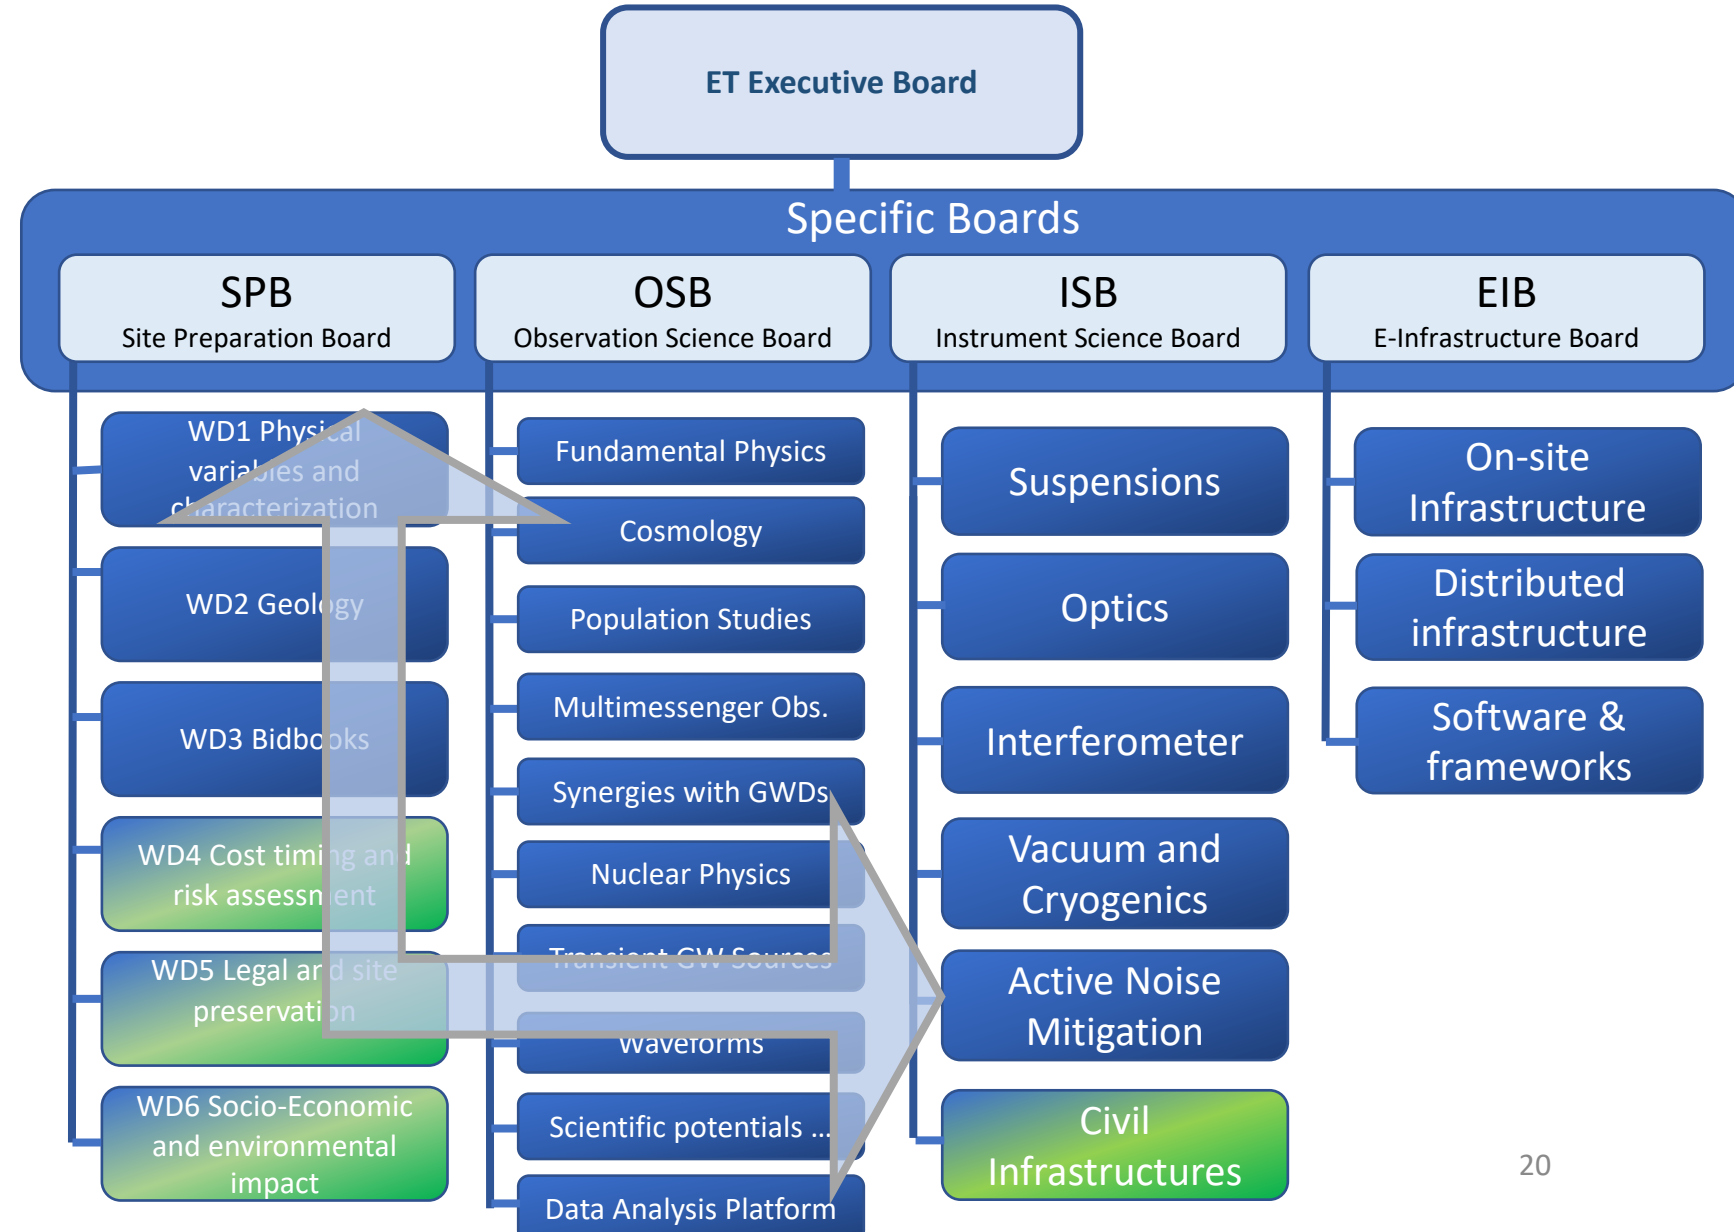 ET Executive Board
Specific Boards
SPB
Site Preparation Board
OSB
Observation Science Board
ISB
Instrument Science Board
EIB
E-Infrastructure Board
WD1 Physical
variables and
characterization
WD2 Geology
WD3 Bidbooks
WD4 Cost timing and
risk assessment
WD5 Legal and site
preservation
WD6 Socio-Economic
and environmental
impact
Fundamental Physics
Cosmology
Population Studies
Multimessenger Obs.
Synergies with GWDs
Nuclear Physics
Transient GW Sources
Waveforms
Scientific potentials ...
Data Analysis Platform
Suspensions
Optics
Interferometer
Vacuum and
Cryogenics
Active Noise
Mitigation
Civil
Infrastructures
On-site
Infrastructure
Distributed
infrastructure
Software &
frameworks
20